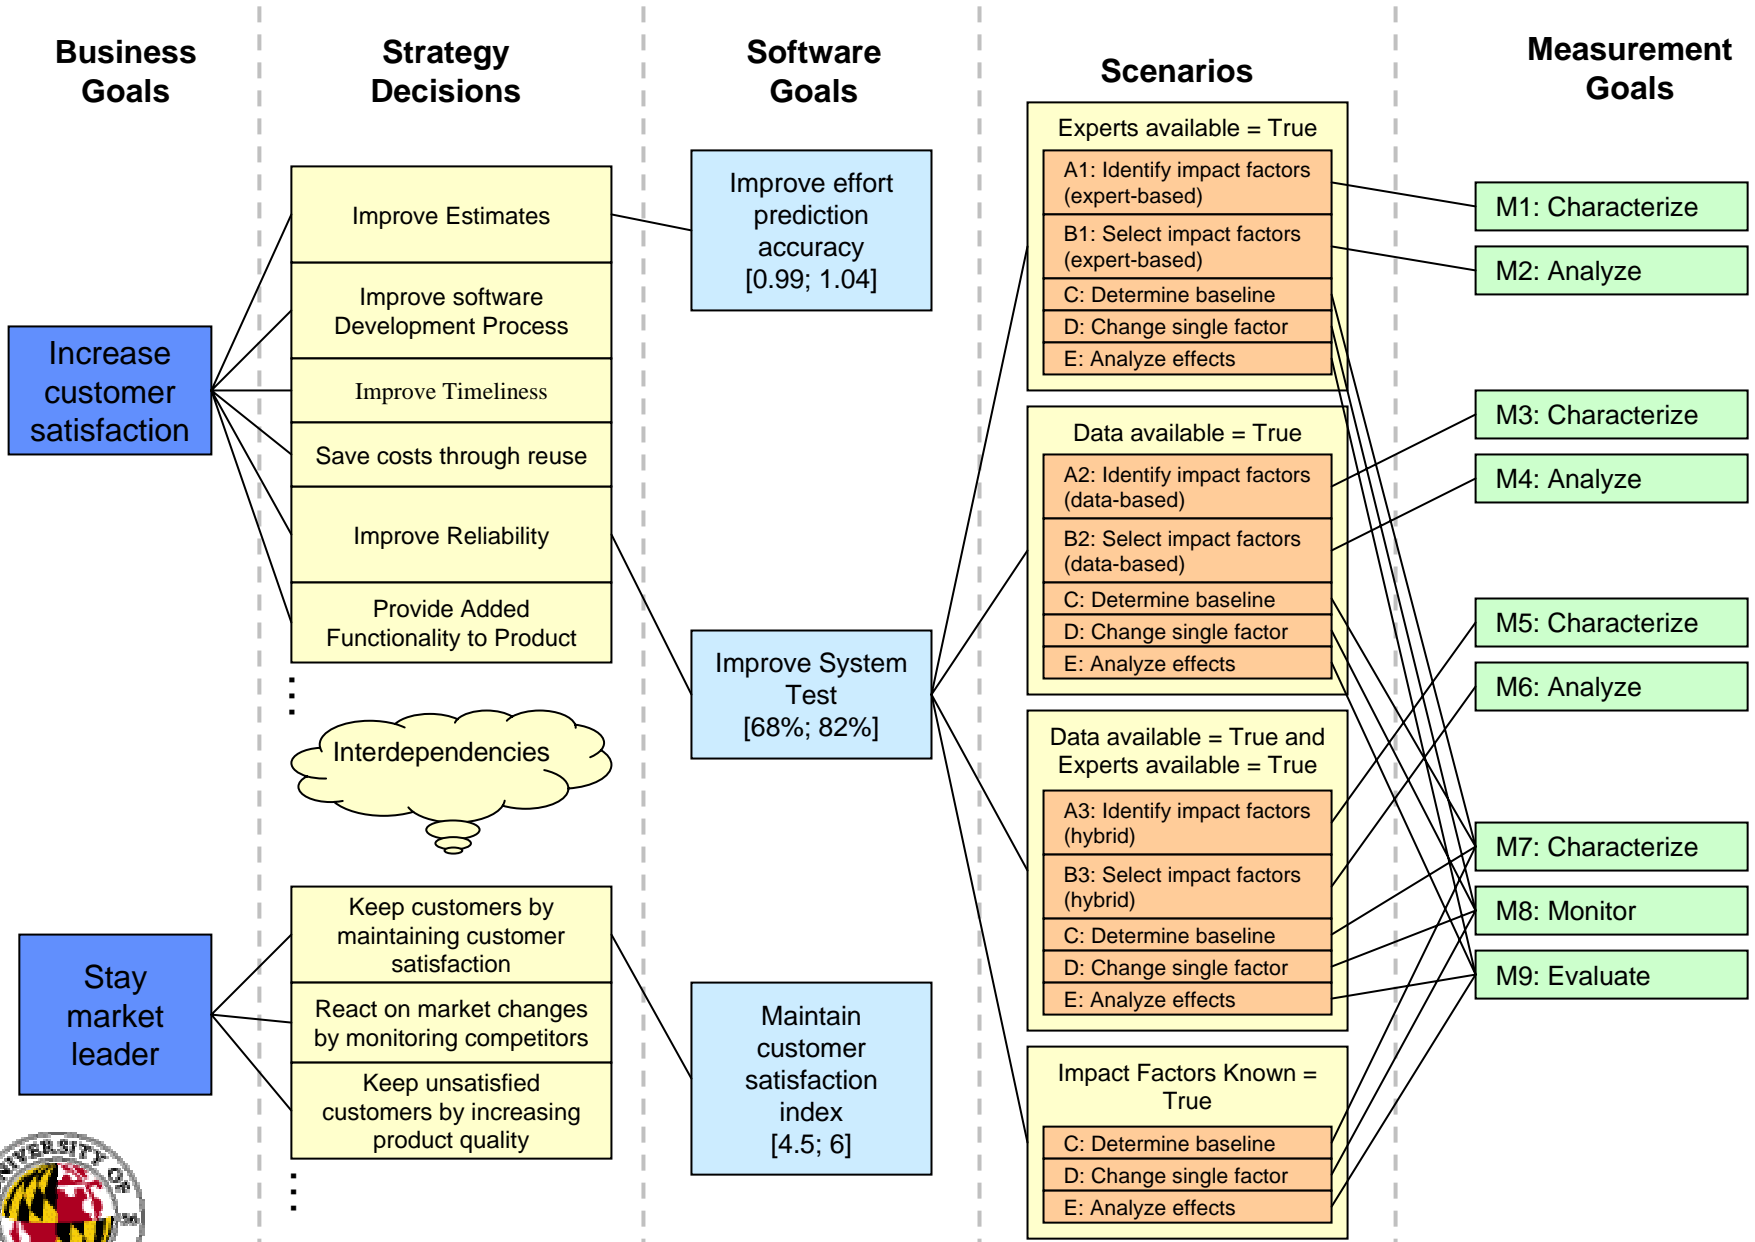 Business
Goals
Strategy
Decisions
Software
Goals
Scenarios
Measurement
Goals
Increase
customer
satisfaction
Stay
market
leader
Improve Estimates
Improve software
Development Process
Improve Timeliness
Save costs through reuse
Improve Reliability
Provide Added
Functionality to Product
...
Interdependencies
Keep customers by
maintaining customer
satisfaction
React on market changes
by monitoring competitors
Keep unsatisfied
customers by increasing
product quality
...
Improve effort
prediction
accuracy
[0.99; 1.04]
Improve System
Test
[68%; 82%]
Maintain
customer
satisfaction
index
[4.5; 6]
Experts available = True
A1: Identify impact factors
(expert-based)
B1: Select impact factors
(expert-based)
C: Determine baseline
D: Change single factor
E: Analyze effects
Data available = True
A2: Identify impact factors
(data-based)
B2: Select impact factors
(data-based)
C: Determine baseline
D: Change single factor
E: Analyze effects
Data available = True and
Experts available = True
A3: Identify impact factors
(hybrid)
B3: Select impact factors
(hybrid)
C: Determine baseline
D: Change single factor
E: Analyze effects
Impact Factors Known =
True
C: Determine baseline
D: Change single factor
E: Analyze effects
M1: Characterize
M2: Analyze
M3: Characterize
M4: Analyze
M5: Characterize
M6: Analyze
M7: Characterize
M8: Monitor
M9: Evaluate
OF
56